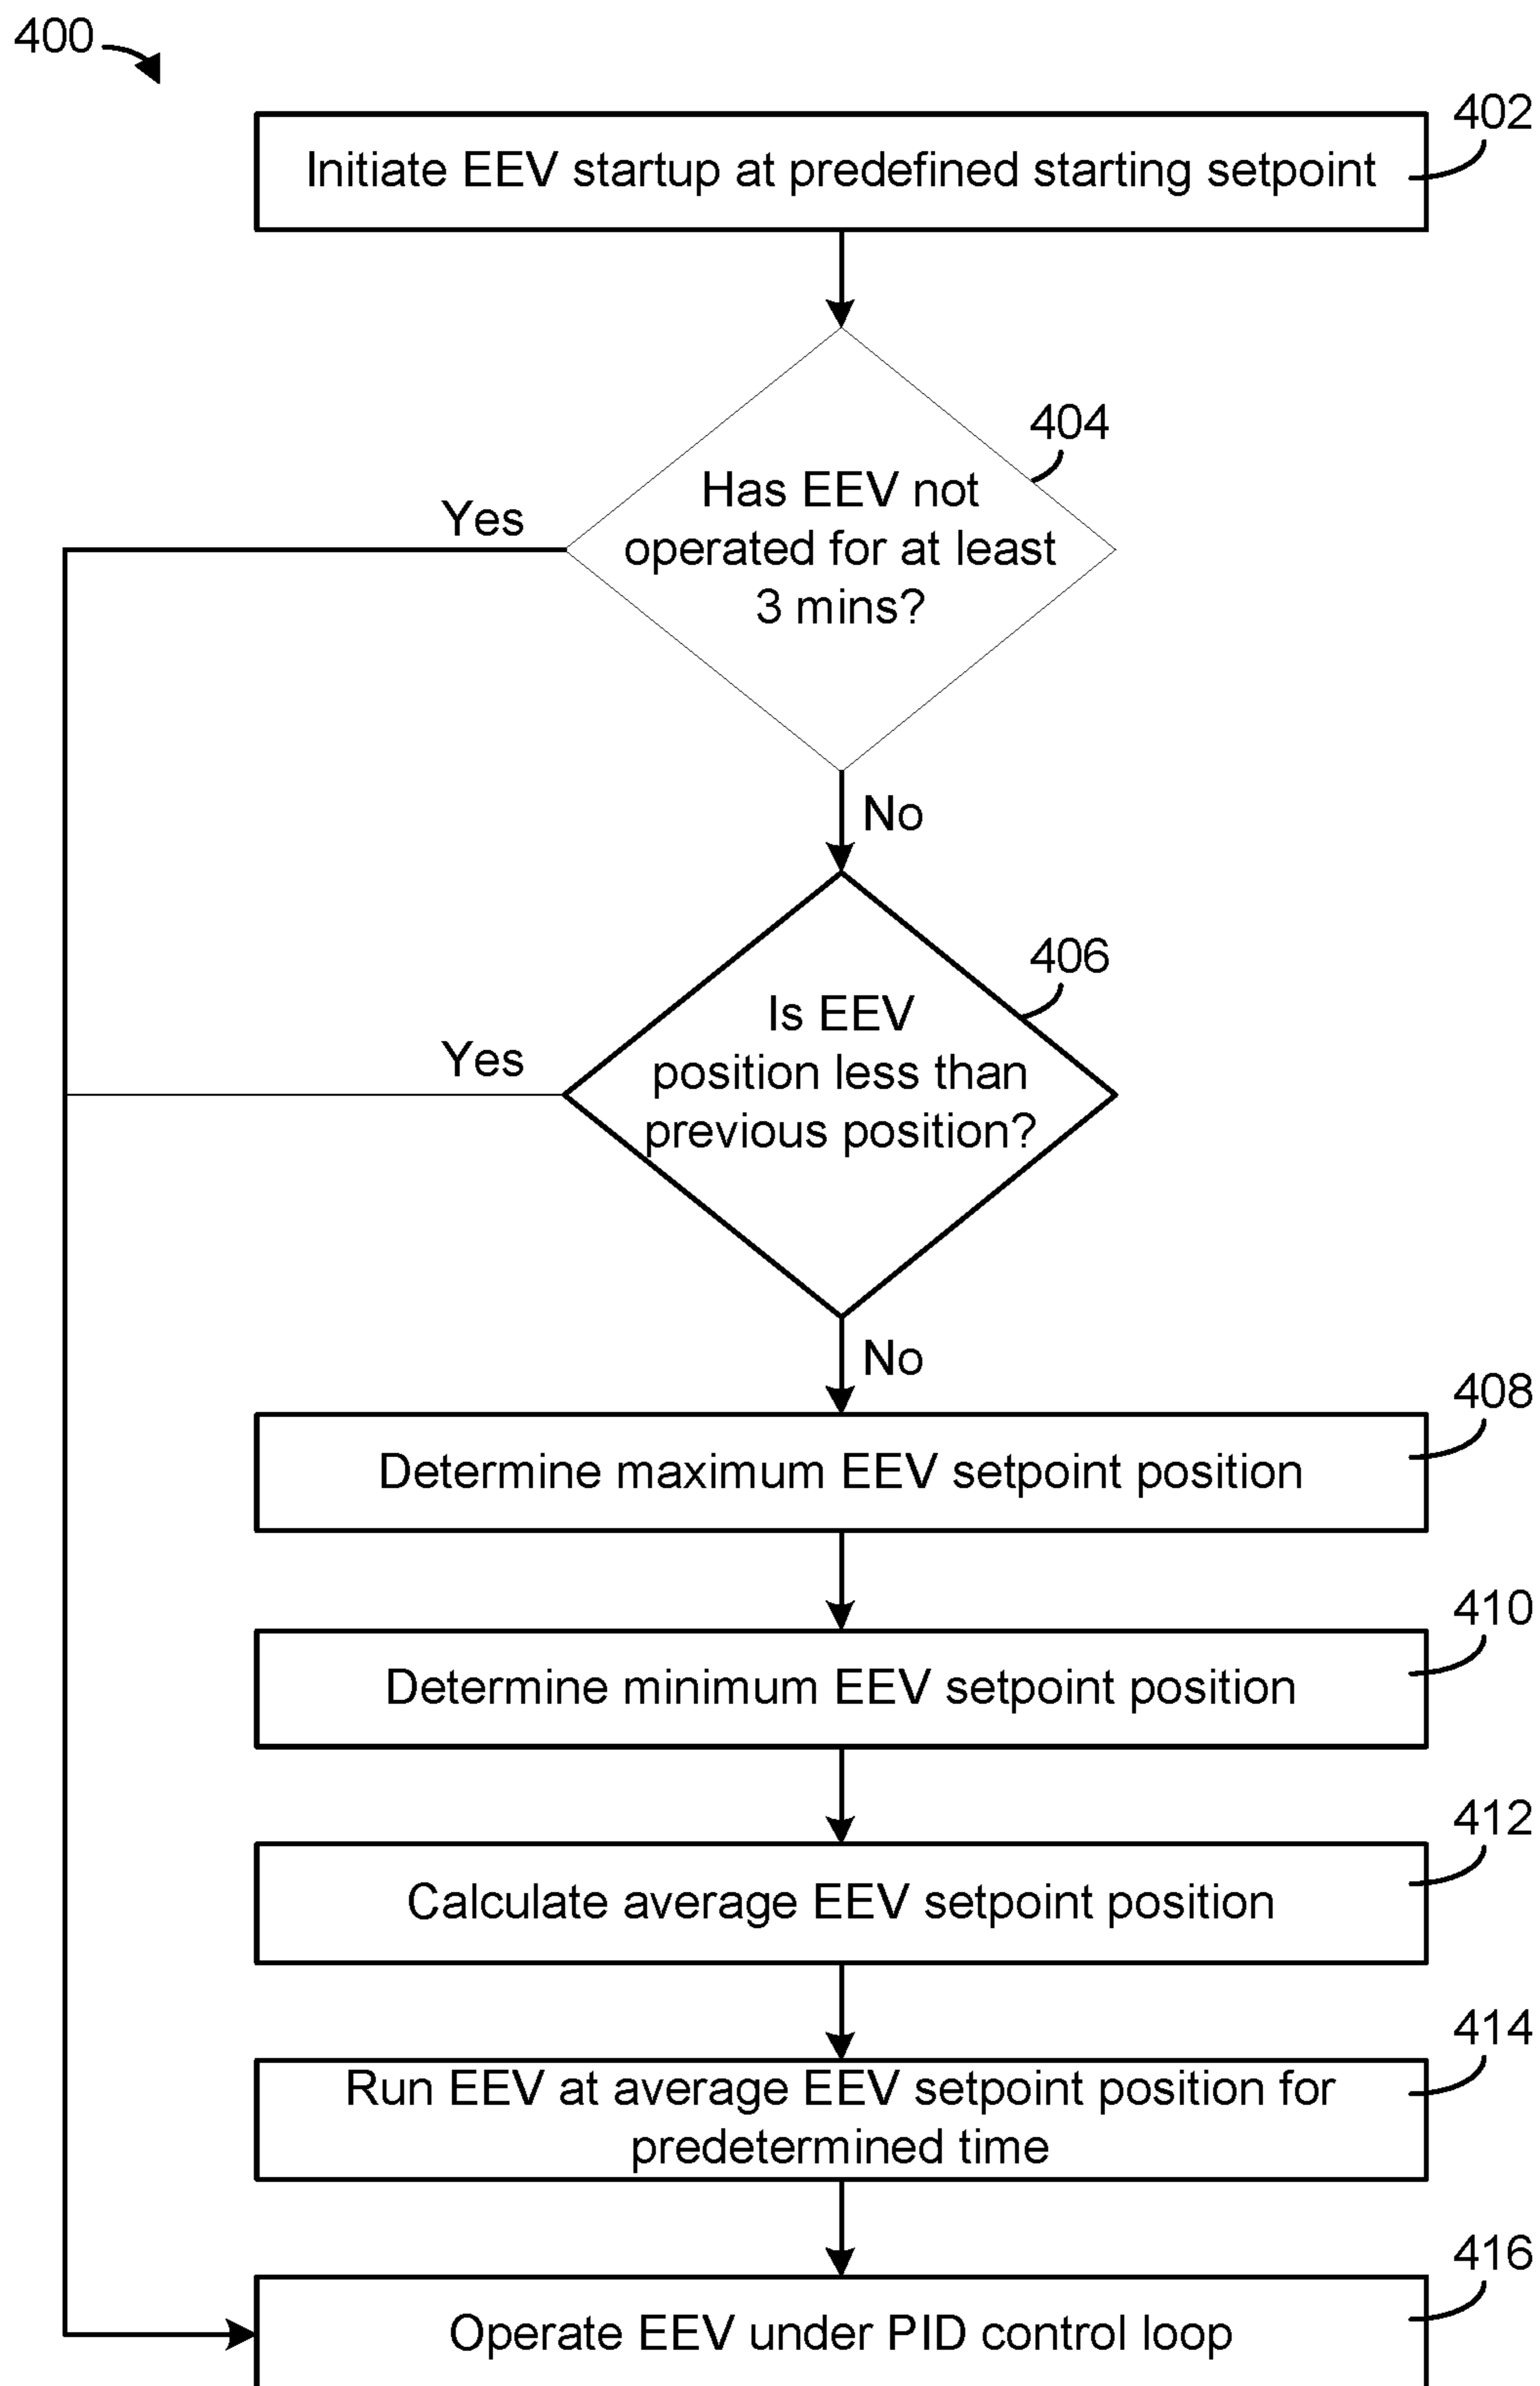 400
402
Initiate EEV startup at predefined starting setpoint
404
Has EEV not
operated for at least
3 mins?
Yes
No
406
Is EEV
position less than
previous position?
Yes
No
408
Determine maximum EEV setpoint position
410
Determine minimum EEV setpoint position
412
Calculate average EEV setpoint position
414
Run EEV at average EEV setpoint position for
predetermined time
416
Operate EEV under PID control loop